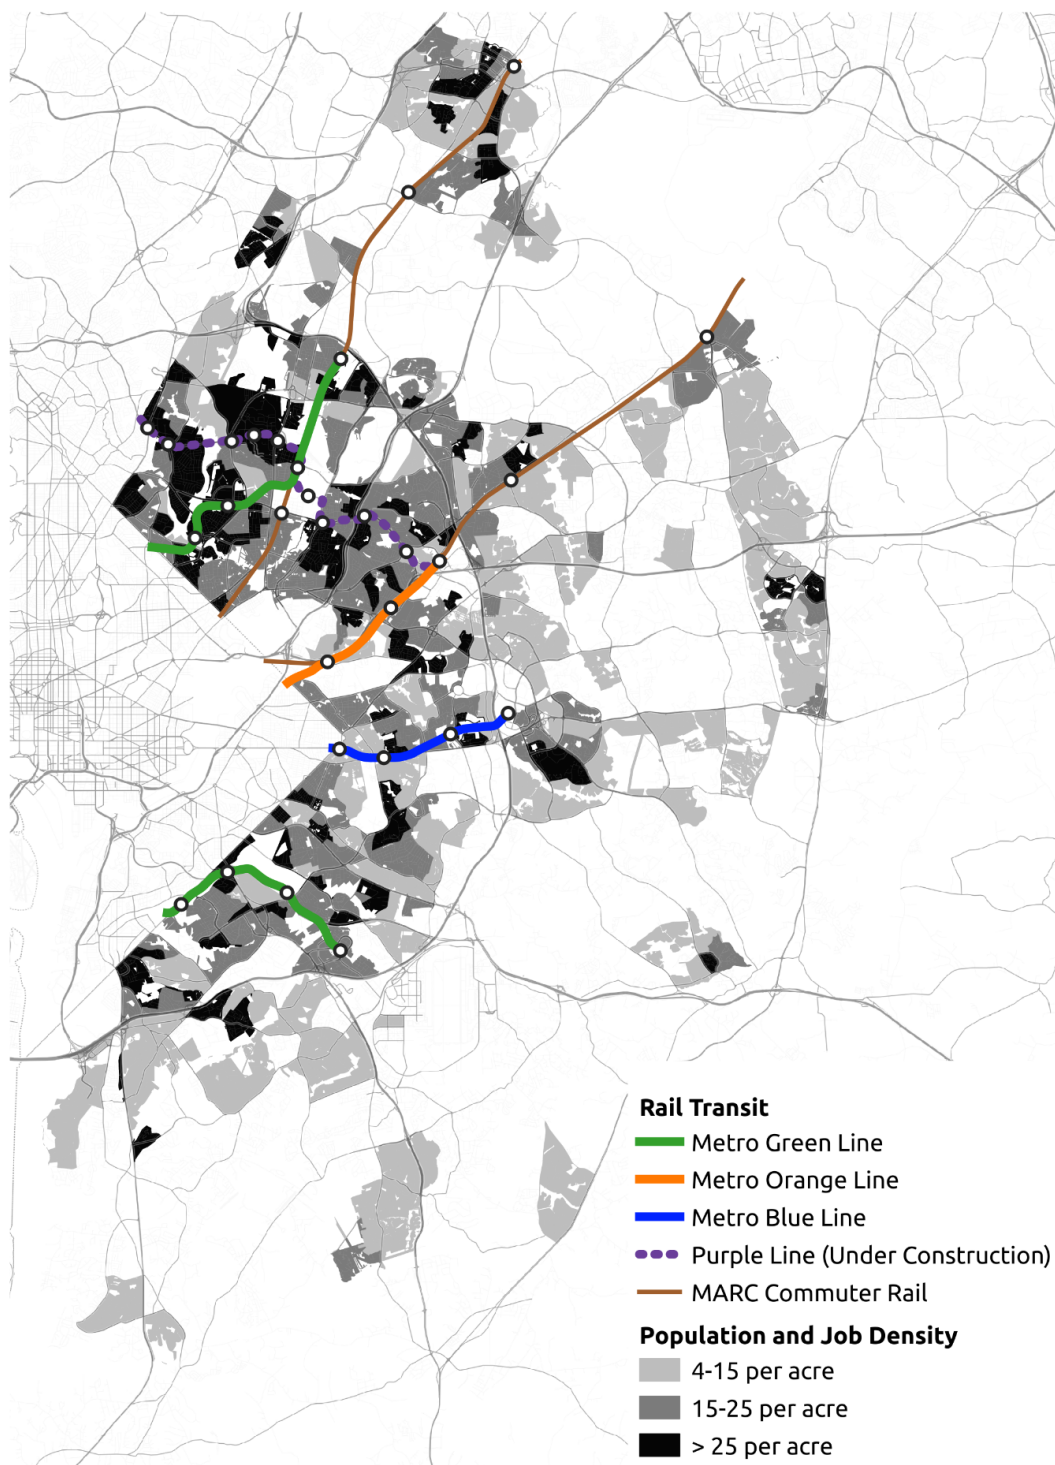 Rail Transit
Metro Green Line
Metro Orange Line
Metro Blue Line
Purple Line (Under Construction)
MARC Commuter Rail
Population and Job Density
4-15 per acre
15-25 per acre
> 25 per acre